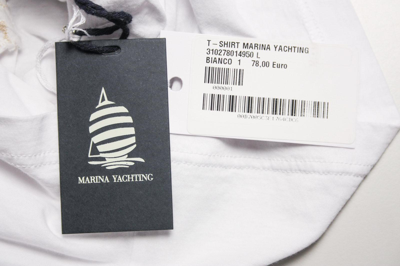 T-SHIRT MARINA YACHTING
310278014950 L
BIANCO 1 78,00 Euro
MARINA YACHTING